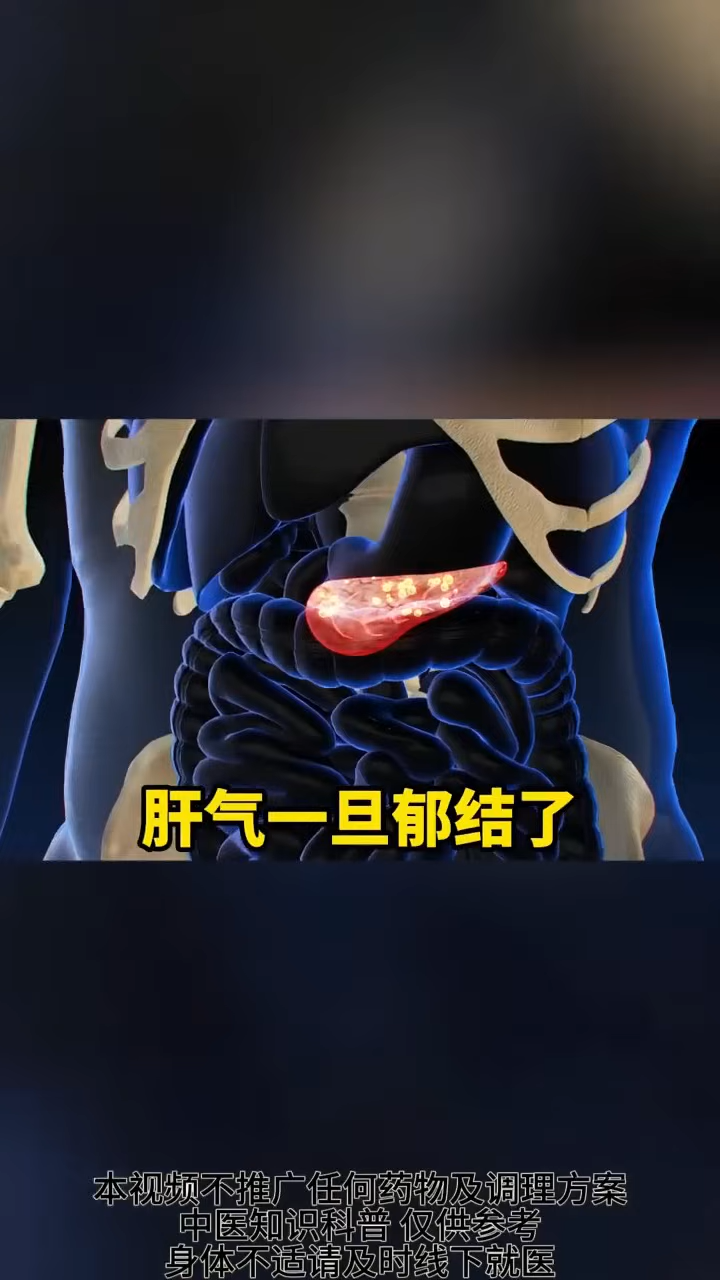 肝气一旦郁结了
本视频不推广任何药物及调理方案
中医知识科普 仅供参考
身体不适请及时线下就医